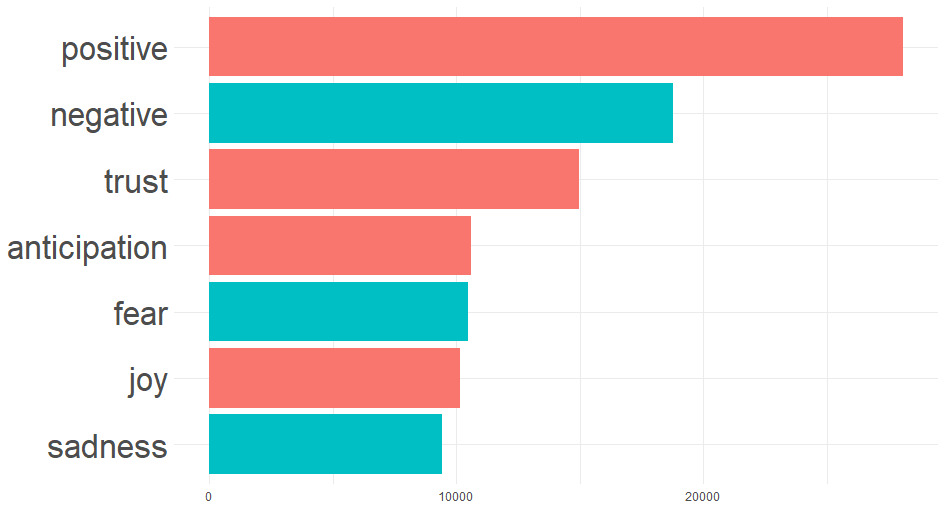 positive
negative
trust
anticipation
fear
joy
sadness
0 10000 20000